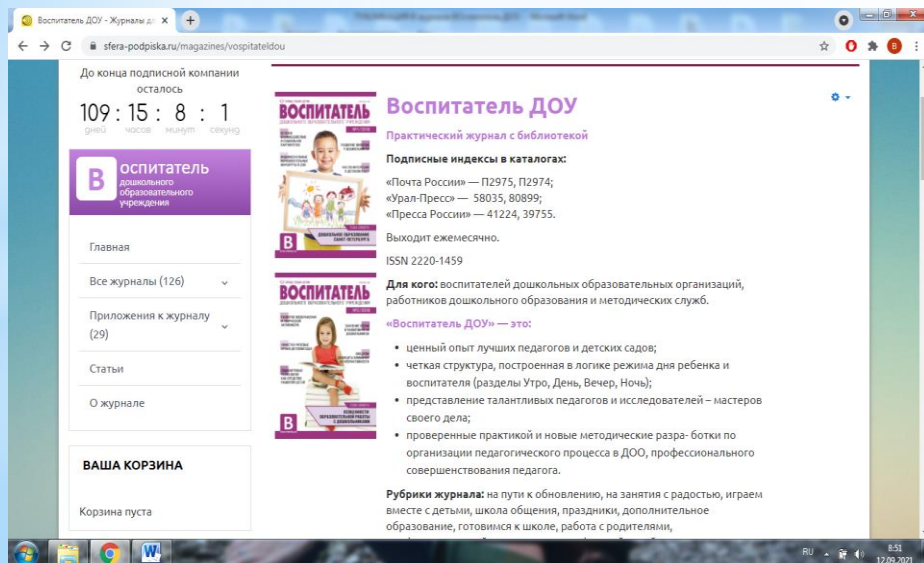 Воспитатель ДОУ - Журналы дл
sfera-podpiska.ru/magazines/vospitateldou
До конца подписной компании
осталось
109 : 15 : 8 : 1
дней часов минут секунд
Воспитатель
дошкольного
образовательного
учреждения
Главная
Все журналы (126)
Приложения к журналу
(29)
Статьи
О журнале
ВАША КОРЗИНА
Корзина пуста
ВОСПИТАТЕЛЬ
В
ВОСПИТАТЕЛЬ
В
Воспитатель ДОУ
Практический журнал с библиотекой
Подписные индексы в каталогах:
«Почта России» — П2975, П2974;
«Урал-Пресс» — 58035, 80899;
«Пресса России» — 41224, 39755.
Выходит ежемесячно.
ISSN 2220-1459
Для кого: воспитателей дошкольных образовательных организаций,
работников дошкольного образования и методических служб.
«Воспитатель ДОУ» — это:
• ценный опыт лучших педагогов и детских садов;
• четкая структура, построенная в логике режима дня ребенка и
воспитателя (разделы Утро, День, Вечер, Ночь);
• представление талантливых педагогов и исследователей – мастеров
своего дела;
• проверенные практикой и новые методические разра- ботки по
организации педагогического процесса в ДОО, профессионального
совершенствования педагога.
Рубрики журнала: на пути к обновлению, на занятия с радостью, играем
вместе с детьми, школа общения, праздники, дополнительное
образование, готовимся к школе, работа с родителями,
RU
8:51
12.09.2021